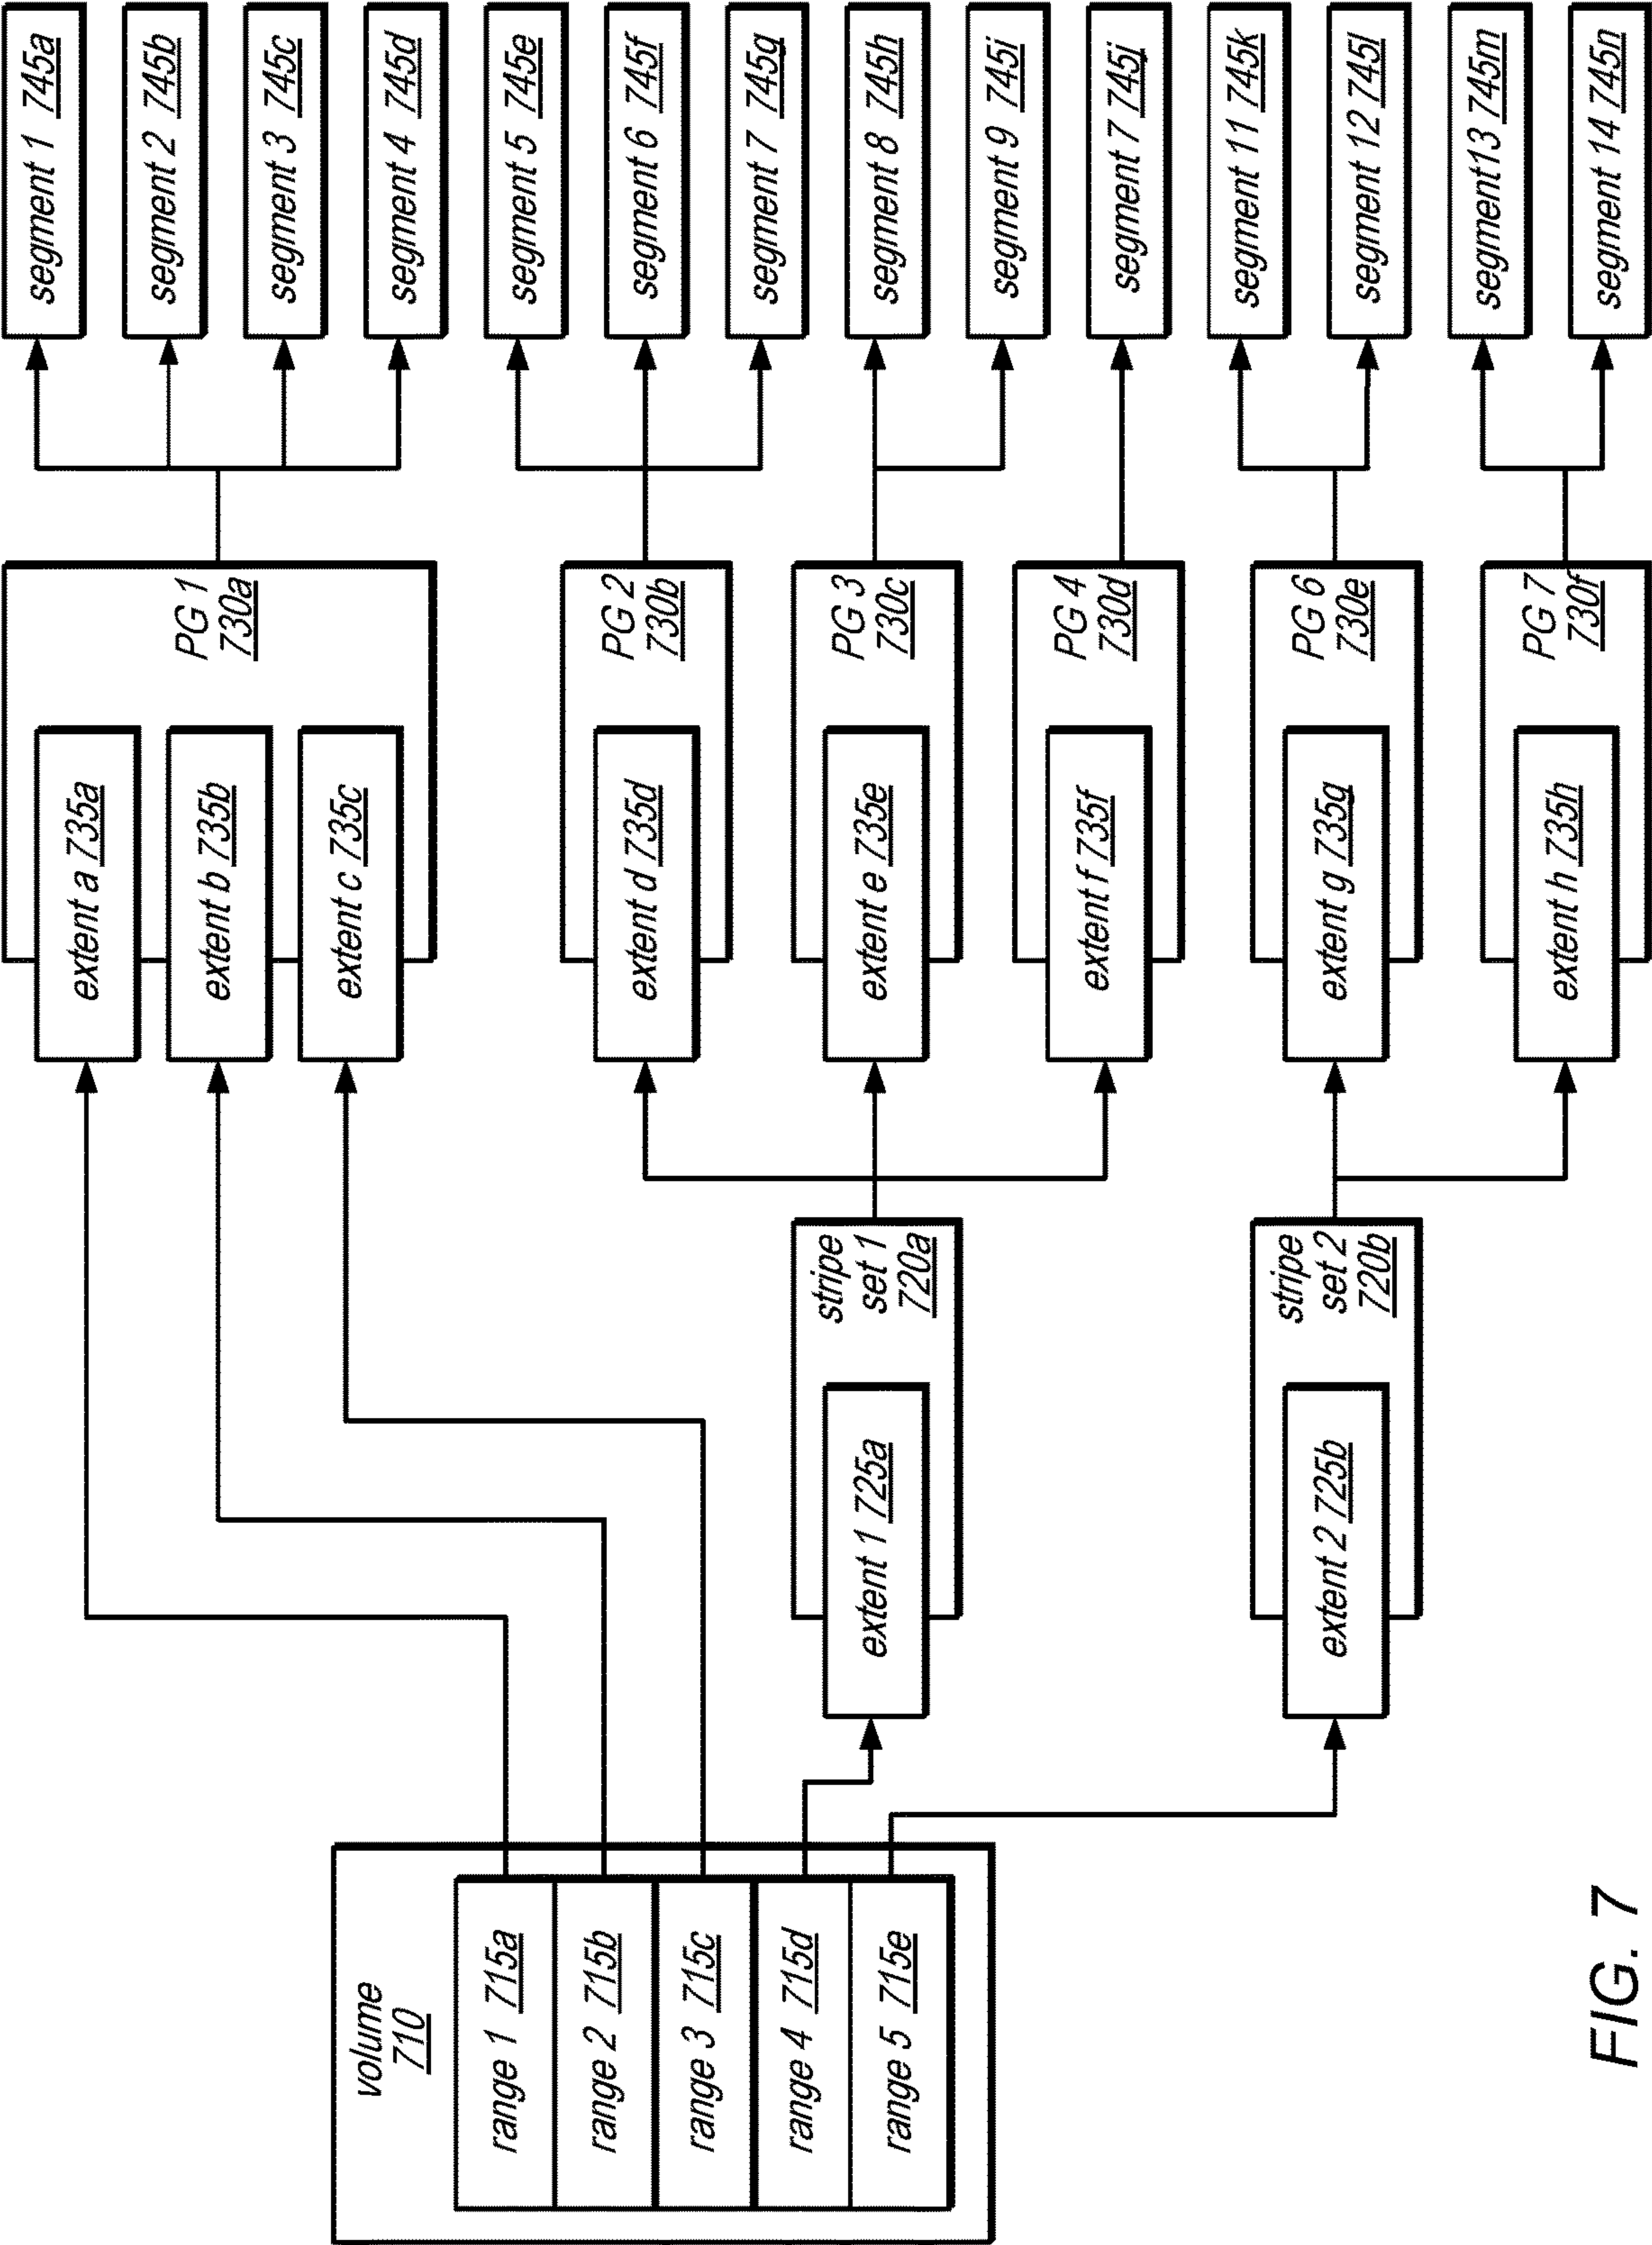 volume
710
range 1 715a
range 2 715b
range 3 715c
range 4 715d
range 5 715e
stripe
set 1
720a
extent 1 725a
stripe
set 2
720b
extent 2 725b
PG 1
730a
extent a 735a
extent b 735b
extent c 735c
PG 2
730b
extent d 735d
PG 3
730c
extent e 735e
PG 4
730d
extent f 735f
PG 6
730e
extent g 735g
PG 7
730f
extent h 735h
segment 1 745a
segment 2 745b
segment 3 745c
segment 4 745d
segment 5 745e
segment 6 745f
segment 7 745g
segment 8 745h
segment 9 745i
segment 7 745j
segment 11 745k
segment 12 745l
segment13 745m
segment 14 745n
FIG. 7